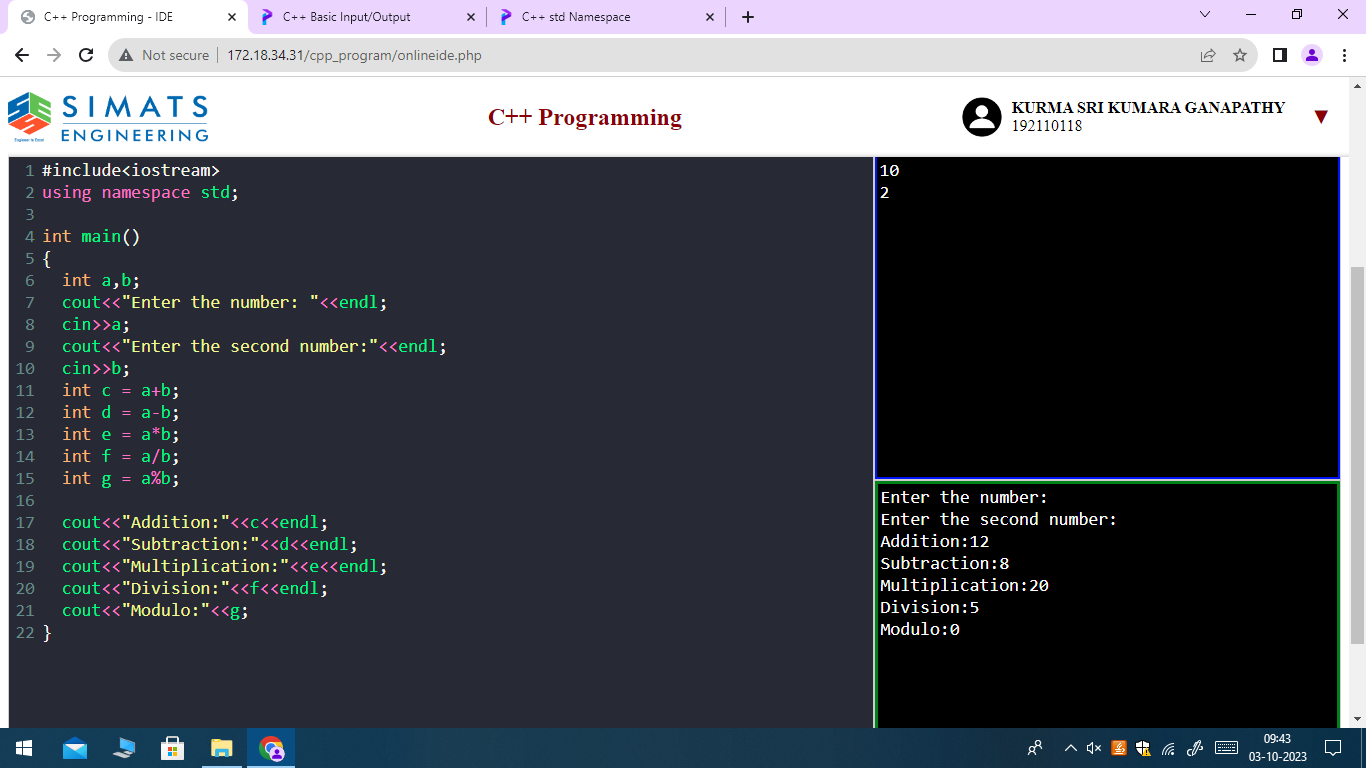 C++ Programming - IDE
C++ Basic Input/Output
C++ std Namespace
Not secure
172.18.34.31/cpp_program/onlineide.php
SIMATS
ENGINEERING
Engineer to Excel
C++ Programming
KURMA SRI KUMARA GANAPATHY
192110118
1 #include<iostream>
2 using namespace std;
3
4 int main()
5 {
6 int a,b;
7 cout<<"Enter the number: "<<endl;
8 cin>>a;
9 cout<<"Enter the second number:"<<endl;
10 cin>>b;
11 int c = a+b;
12 int d = a-b;
13 int e = a*b;
14 int f = a/b;
15 int g = a%b;
16
17 cout<<"Addition:"<<c<<endl;
18 cout<<"Subtraction:"<<d<<endl;
19 cout<<"Multiplication:"<<e<<endl;
20 cout<<"Division:"<<f<<endl;
21 cout<<"Modulo:"<<g;
22 }
10
2
Enter the number:
Enter the second number:
Addition:12
Subtraction:8
Multiplication:20
Division:5
Modulo:0
09:43
03-10-2023